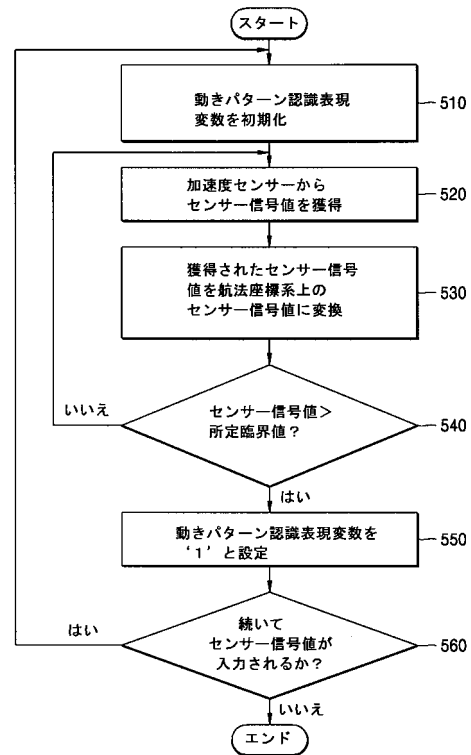 スタート
動きパターン認識表現
変数を初期化
510
加速度センサーから
センサー信号値を獲得
520
獲得されたセンサー信号
値を航法座標系上の
センサー信号値に変換
530
いいえ
センサー信号値＞
所定臨界値？
540
はい
動きパターン認識表現変数を
‘１’と設定
550
はい
続いて
センサー信号値が
入力されるか？
560
いいえ
エンド